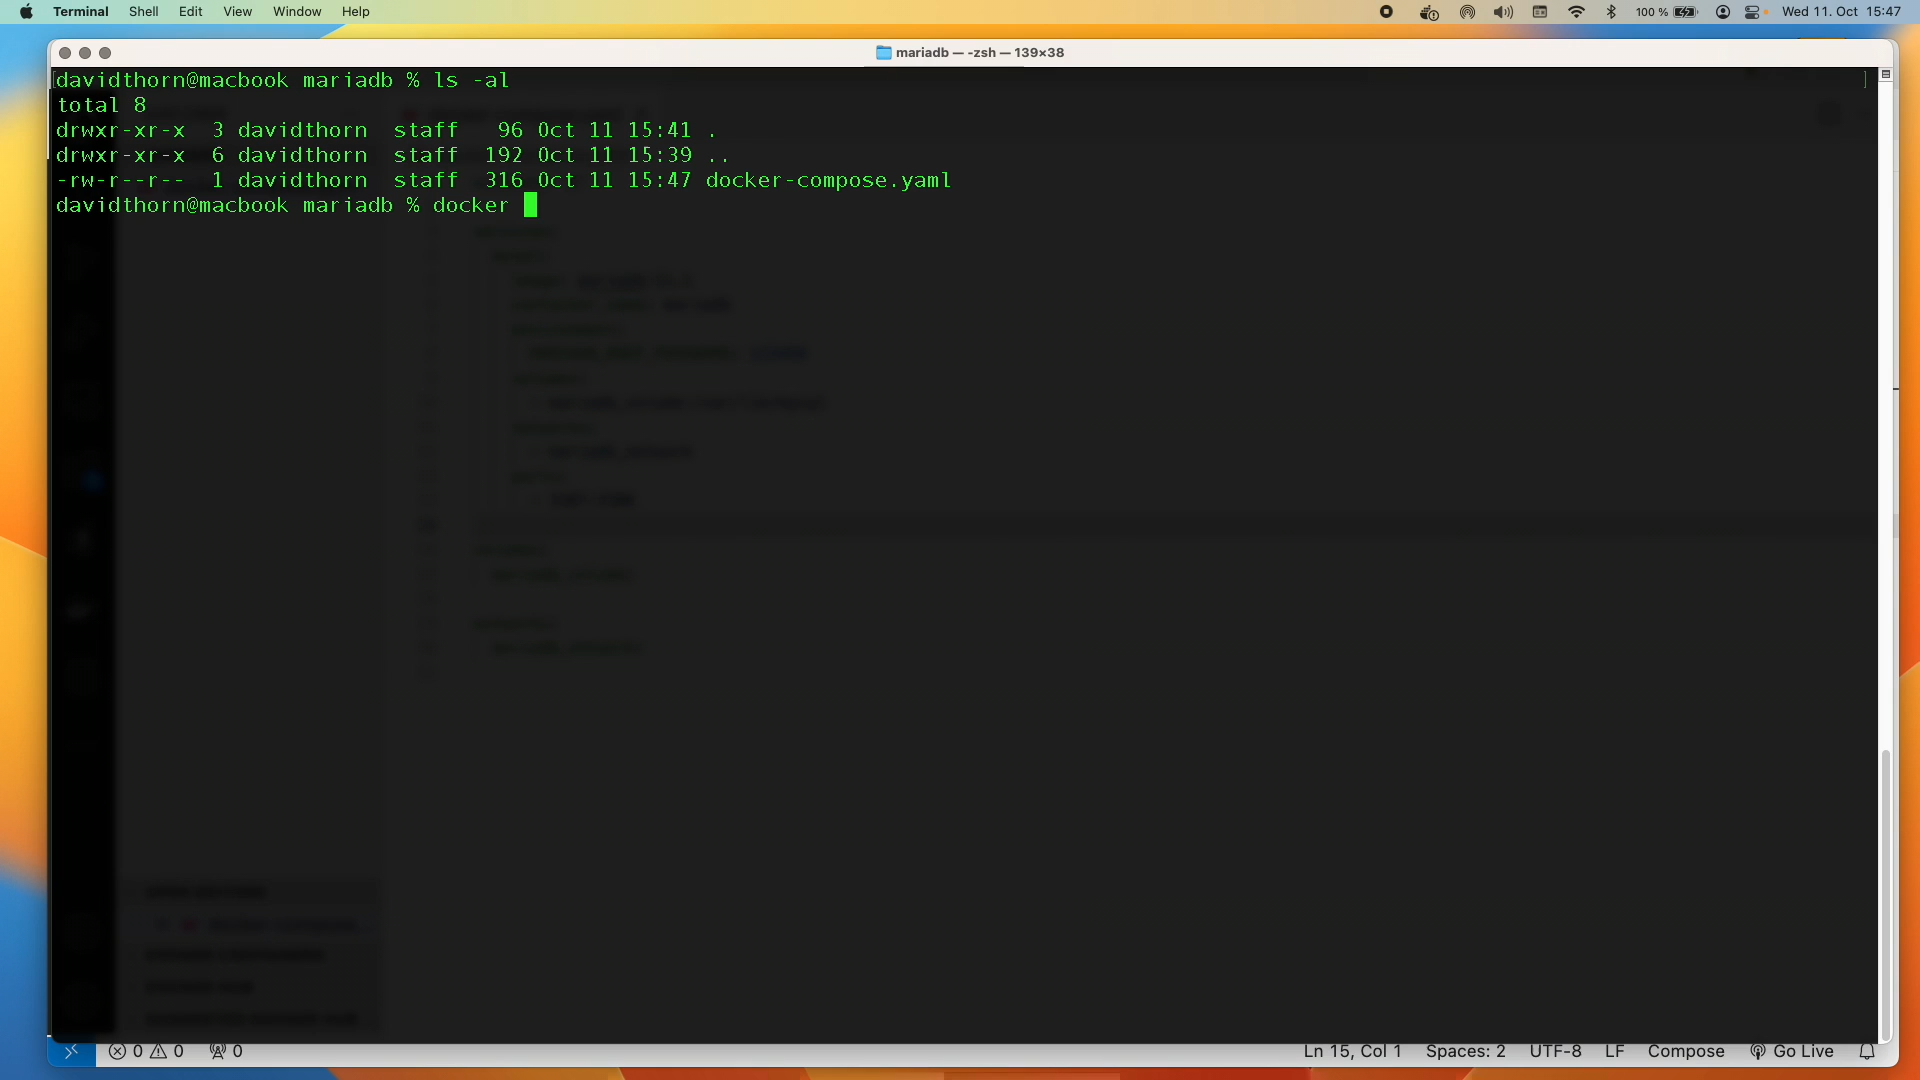 Terminal Shell Edit View Window Help 100 % Wed 11. Oct 15:47
mariadb — -zsh — 139×38
[davidthorn@macbook mariadb % ls -al ]
total 8
drwxr-xr-x 3 davidthorn staff 96 Oct 11 15:41 .
drwxr-xr-x 6 davidthorn staff 192 Oct 11 15:39 ..
-rw-r--r-- 1 davidthorn staff 316 Oct 11 15:47 docker-compose.yaml
davidthorn@macbook mariadb % docker
0 0 0 Ln 15, Col 1 Spaces: 2 UTF-8 LF Compose Go Live